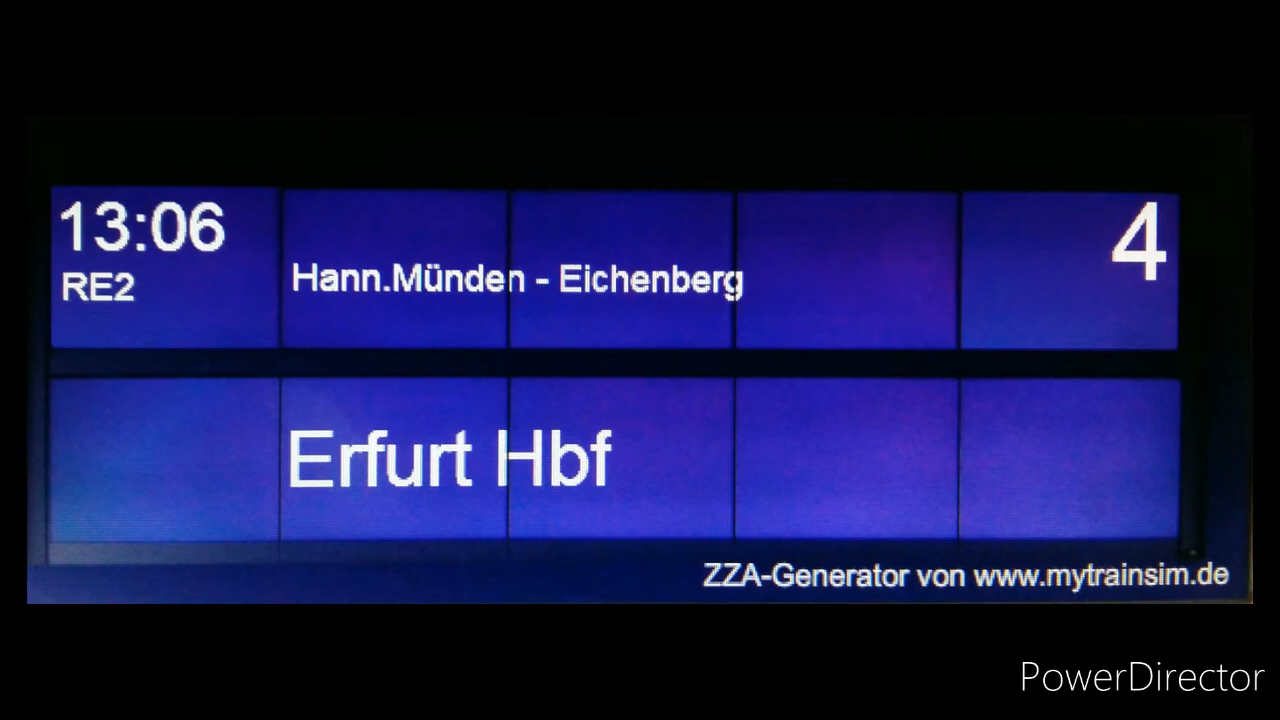 13:06
4
RE2
Hann.Münden - Eichenberg
Erfurt Hbf
ZZA-Generator von www.mytrainsim.de
PowerDirector